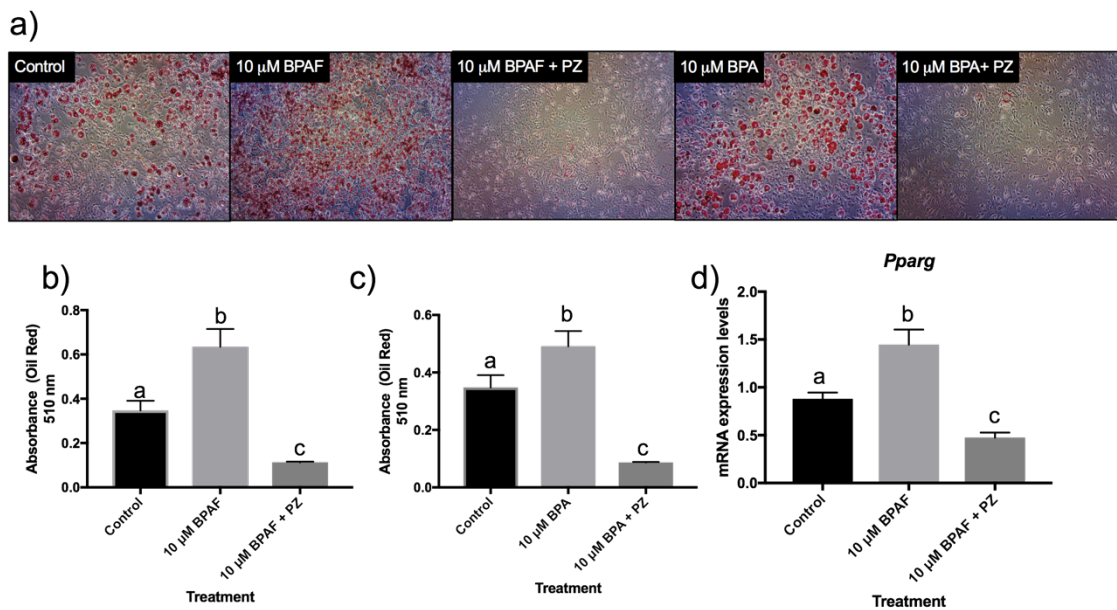 a)
Control
10 µM BPAF
10 µM BPAF + PZ
10 µM BPA
10 µM BPA+ PZ
b)
Absorbance (Oil Red)
510 nm
0.8
0.6
0.4
0.2
0.0
a
b
c
Control
10 µM BPAF
10 µM BPAF + PZ
Treatment
c)
Absorbance (Oil Red)
510 nm
0.6
0.4
0.2
0.0
a
b
c
Control
10 µM BPA
10 µM BPA + PZ
Treatment
d)
Pparg
mRNA expression levels
2.0
1.5
1.0
0.5
0.0
a
b
c
Control
10 µM BPAF
10 µM BPAF + PZ
Treatment